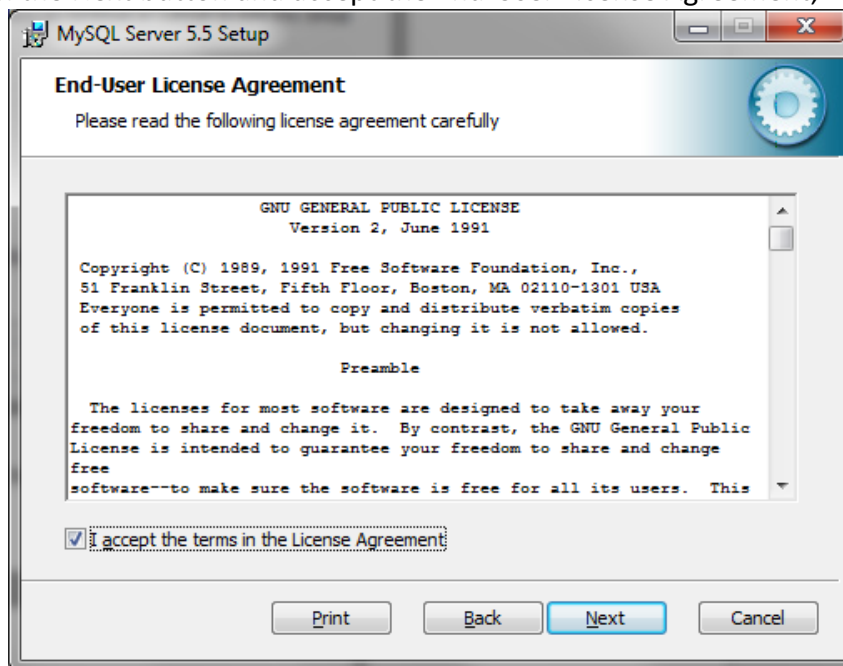 MySQL Server 5.5 Setup
End-User License Agreement
Please read the following license agreement carefully
GNU GENERAL PUBLIC LICENSE
Version 2, June 1991
Copyright (C) 1989, 1991 Free Software Foundation, Inc.,
51 Franklin Street, Fifth Floor, Boston, MA 02110-1301 USA
Everyone is permitted to copy and distribute verbatim copies
of this license document, but changing it is not allowed.
Preamble
The licenses for most software are designed to take away your
freedom to share and change it. By contrast, the GNU General Public
License is intended to guarantee your freedom to share and change
free
software--to make sure the software is free for all its users. This
I accept the terms in the License Agreement
Print Back Next Cancel